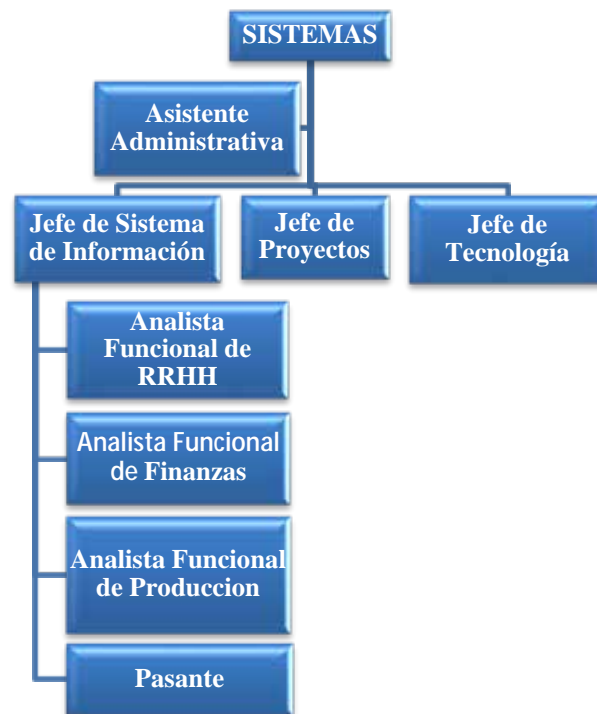 SISTEMAS
Asistente
Administrativa
Jefe de Sistema
de Información
Jefe de
Proyectos
Jefe de
Tecnología
Analista
Funcional de
RRHH
Analista Funcional
de Finanzas
Analista Funcional
de Produccion
Pasante